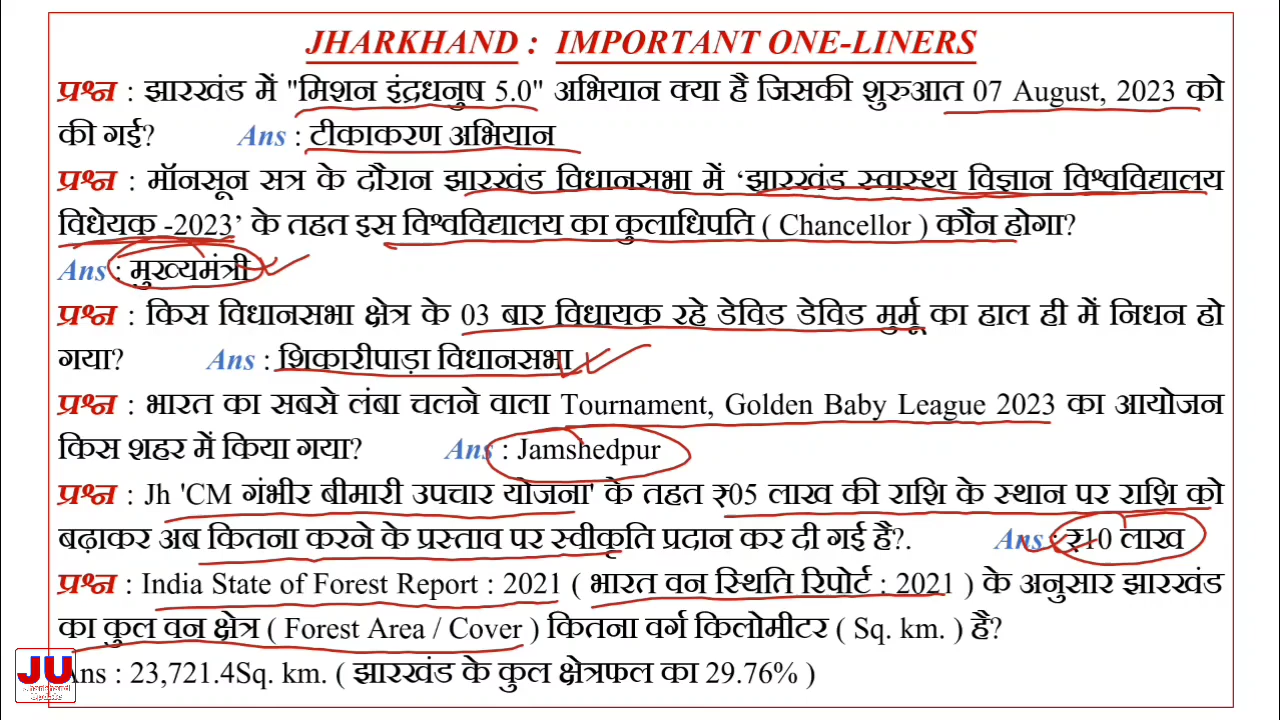 JHARKHAND : IMPORTANT ONE-LINERS
प्रश्न : झारखंड में "मिशन इंद्रधनुष 5.0" अभियान क्या है जिसकी शुरुआत 07 August, 2023 को
की गई? Ans : टीकाकरण अभियान
प्रश्न : मॉनसून सत्र के दौरान झारखंड विधानसभा में ‘झारखंड स्वास्थ्य विज्ञान विश्वविद्यालय
विधेयक -2023’ के तहत इस विश्वविद्यालय का कुलाधिपति ( Chancellor ) कौन होगा?
Ans : मुख्यमंत्री
प्रश्न : किस विधानसभा क्षेत्र के 03 बार विधायक रहे डेविड डेविड मुर्मू का हाल ही में निधन हो
गया? Ans : शिकारीपाड़ा विधानसभा
प्रश्न : भारत का सबसे लंबा चलने वाला Tournament, Golden Baby League 2023 का आयोजन
किस शहर में किया गया? Ans : Jamshedpur
प्रश्न : Jh 'CM गंभीर बीमारी उपचार योजना' के तहत ₹05 लाख की राशि के स्थान पर राशि को
बढ़ाकर अब कितना करने के प्रस्ताव पर स्वीकृति प्रदान कर दी गई है?. Ans : ₹10 लाख
प्रश्न : India State of Forest Report : 2021 ( भारत वन स्थिति रिपोर्ट : 2021 ) के अनुसार झारखंड
का कुल वन क्षेत्र ( Forest Area / Cover ) कितना वर्ग किलोमीटर ( Sq. km. ) है?
Ans : 23,721.4Sq. km. ( झारखंड के कुल क्षेत्रफल का 29.76% )
JU
Jharkhand
Updates